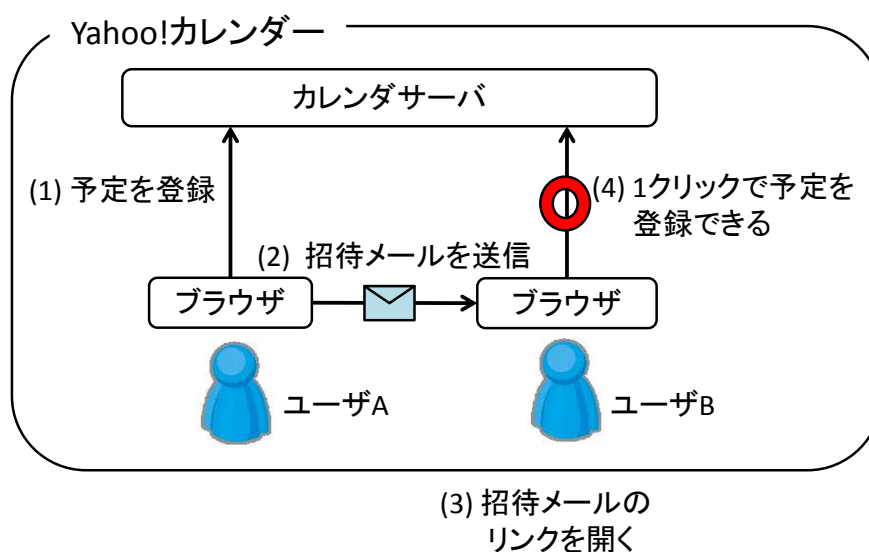 Yahoo!カレンダー
カレンダサーバ
(1) 予定を登録
(4) 1クリックで予定を
登録できる
(2) 招待メールを送信
ブラウザ
ブラウザ
ユーザA
ユーザB
(3) 招待メールの
リンクを開く